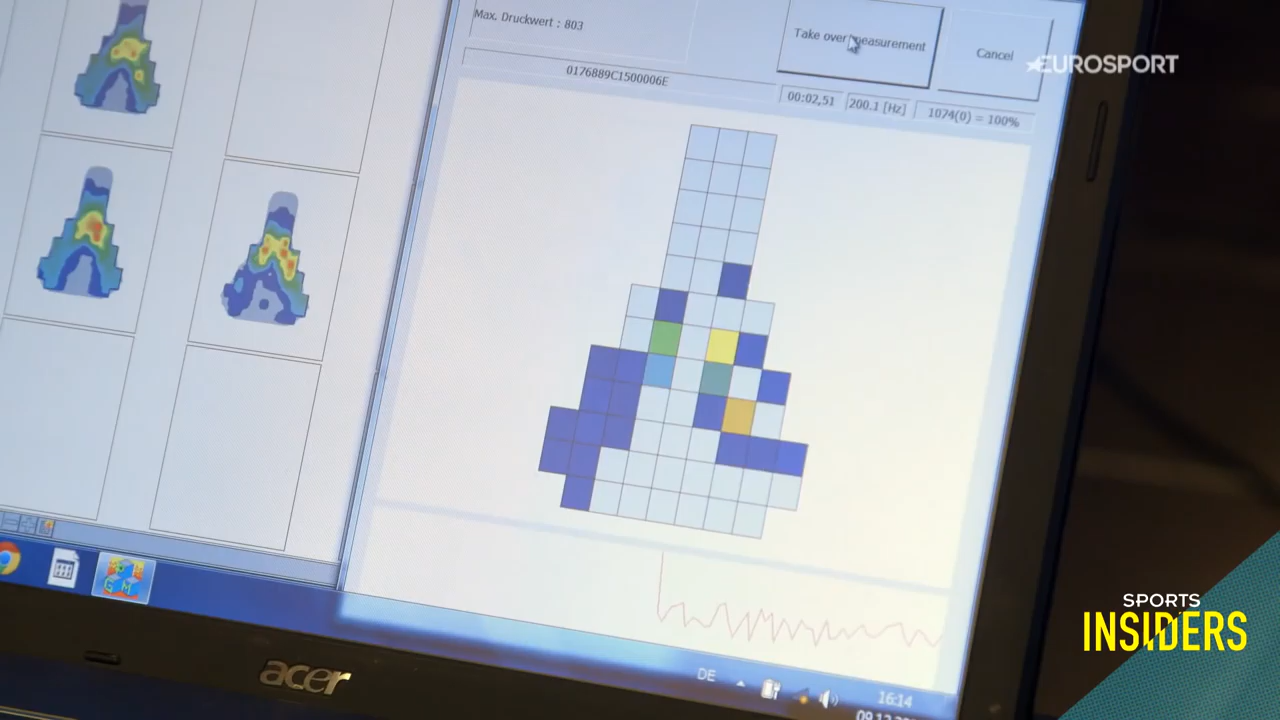 Max. Druckwert : 803
Take over measurement
Cancel
EUROSPORT
0176889C1500006E
00:02,51
200.1 [Hz]
1074(0) = 100%
SPORTS
INSIDERS
acer
DE
16:14